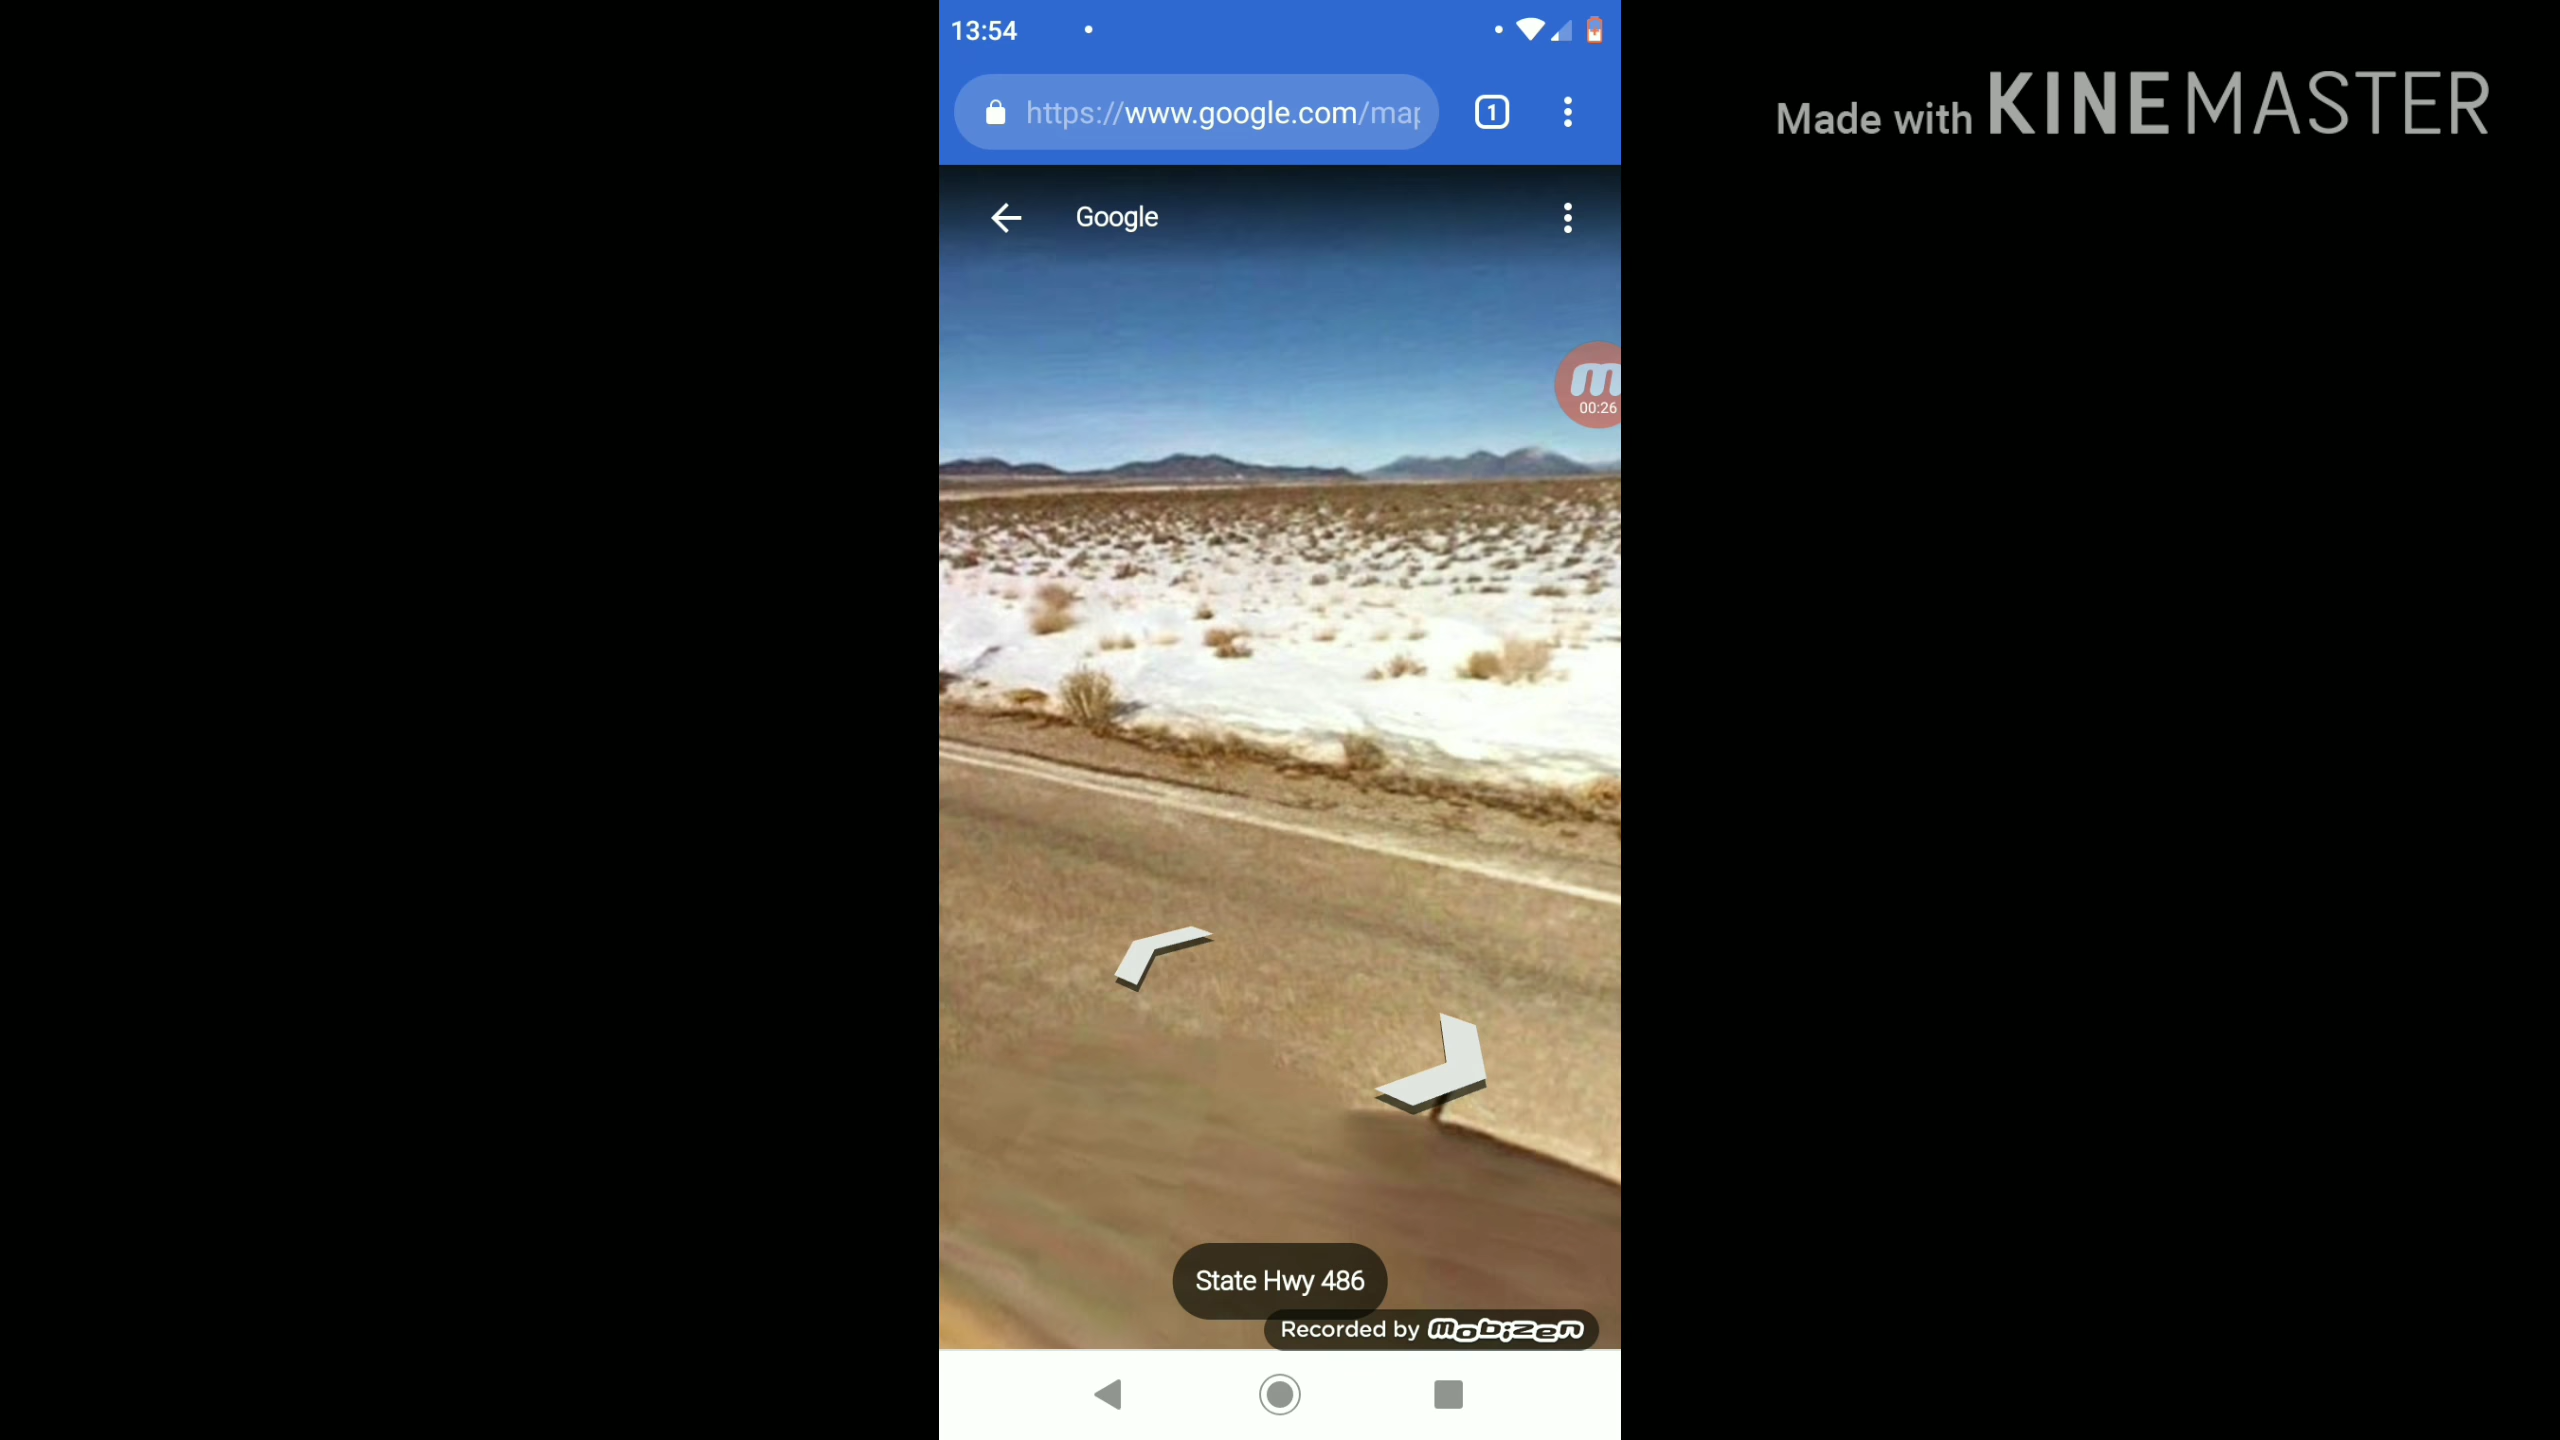 13:54
Made with KINEMASTER
https://www.google.com/map
1
Google
m
00:26
State Hwy 486
Recorded by mobizen